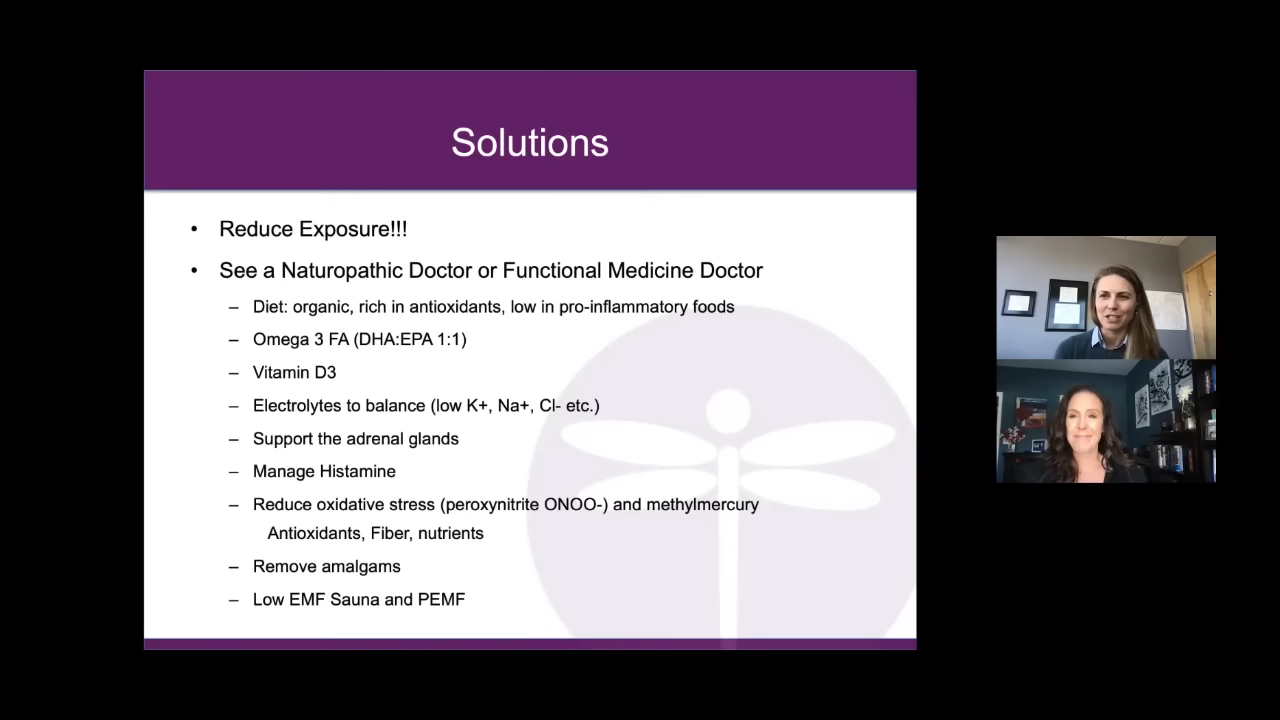 Solutions
• Reduce Exposure!!!
• See a Naturopathic Doctor or Functional Medicine Doctor
– Diet: organic, rich in antioxidants, low in pro-inflammatory foods
– Omega 3 FA (DHA:EPA 1:1)
– Vitamin D3
– Electrolytes to balance (low K+, Na+, Cl- etc.)
– Support the adrenal glands
– Manage Histamine
– Reduce oxidative stress (peroxynitrite ONOO-) and methylmercury
Antioxidants, Fiber, nutrients
– Remove amalgams
– Low EMF Sauna and PEMF